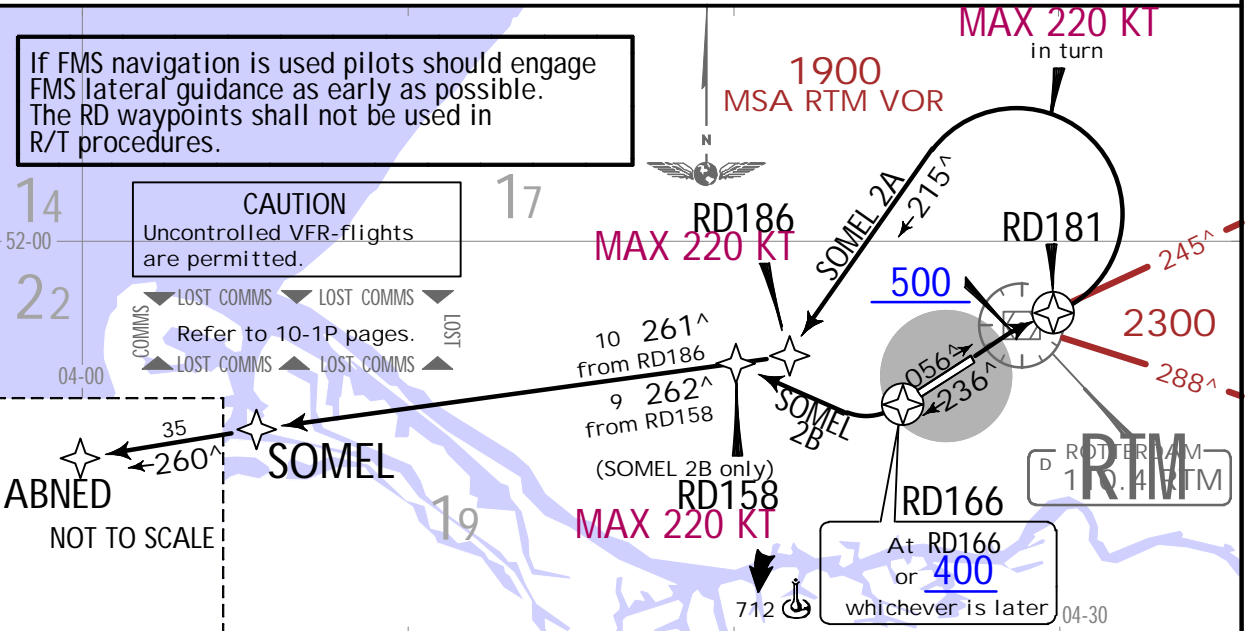 MAX 220 KT
in turn
If FMS navigation is used pilots should engage
FMS lateral guidance as early as possible.
The RD waypoints shall not be used in
R/T procedures.
1900
MSA RTM VOR
N
14
17
CAUTION
Uncontrolled VFR-flights
are permitted.
52-00
22
LOST COMMS LOST COMMS
COMMS
Refer to 10-1P pages.
LOST
LOST COMMS LOST COMMS
04-00
RD186
MAX 220 KT
SOMEL 2A
215^
RD181
245^
500
2300
288^
10 261^
from RD186
9 262^
from RD158
056^
236^
SOMEL
2B
35
260^
SOMEL
ABNED
NOT TO SCALE
19
(SOMEL 2B only)
RD158
MAX 220 KT
RD166
At RD166
or 400
whichever is later
712
D ROTTERDAM
RTM
RTM
04-30